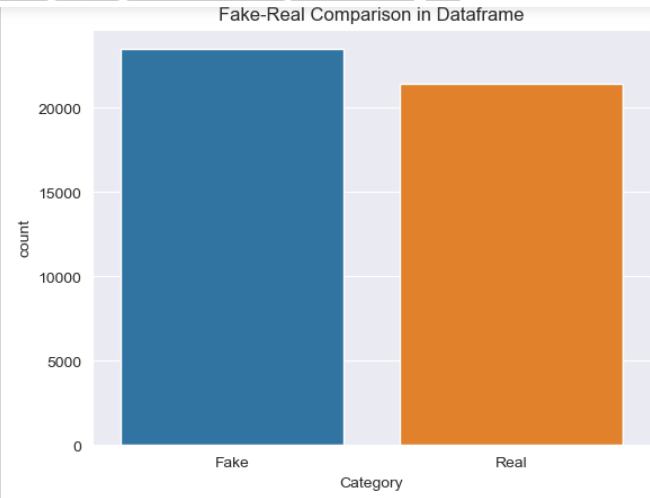 Fake-Real Comparison in Dataframe
20000
15000
10000
5000
0
count
Fake Real
Category